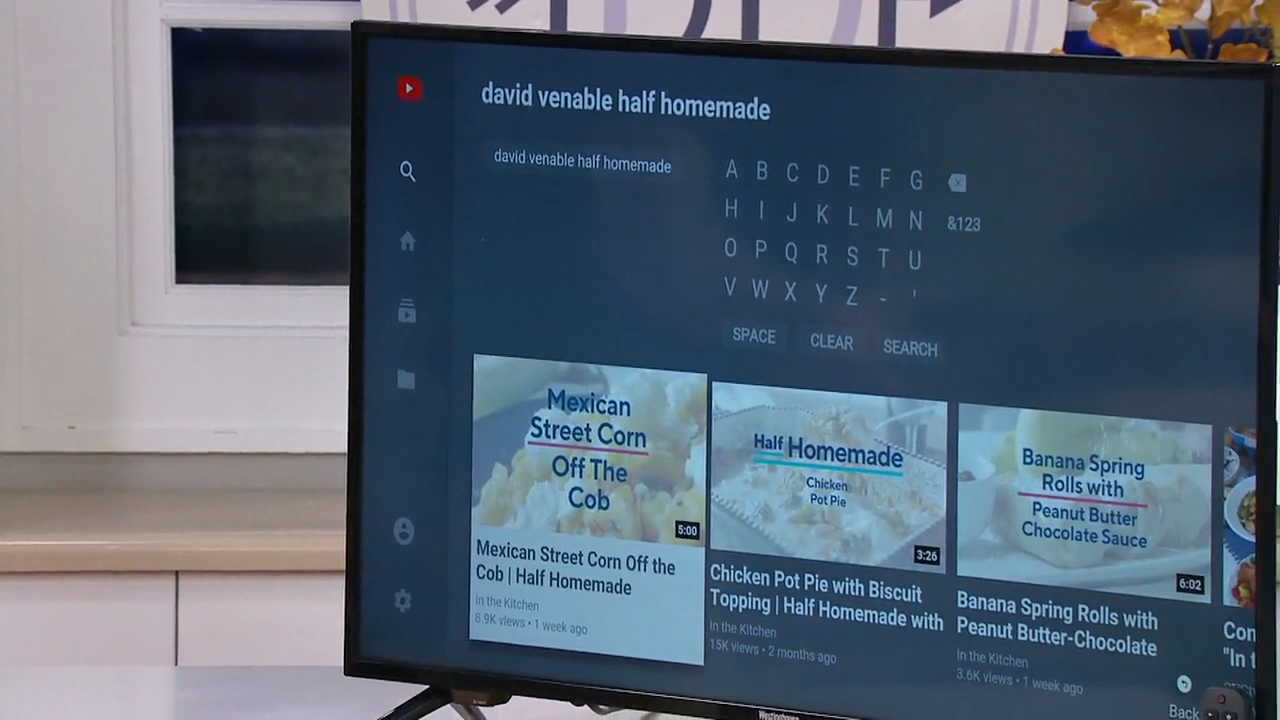 david venable half homemade
david venable half homemade
A B C D E F G
H I J K L M N &123
O P Q R S T U
V W X Y Z - '
SPACE CLEAR SEARCH
Mexican
Street Corn
Off The
Cob
5:00
Mexican Street Corn Off the
Cob | Half Homemade
In the Kitchen
8.9K views • 1 week ago
Half Homemade
Chicken
Pot Pie
3:26
Chicken Pot Pie with Biscuit
Topping | Half Homemade with
In the Kitchen
15K views • 2 months ago
Banana Spring
Rolls with
Peanut Butter
Chocolate Sauce
6:02
Banana Spring Rolls with
Peanut Butter-Chocolate
In the Kitchen
3.6K views • 1 week ago
"In t
Back
Westinghouse